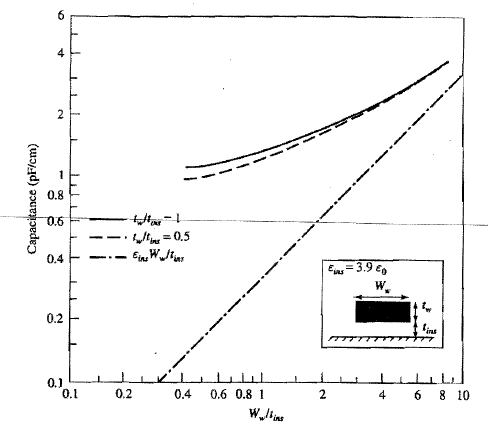 6
4
2
1
0.8
0.6
0.4
0.2
0.1
Capacitance (pF/cm)
t_w/t_ins = 1
t_w/t_ins = 0.5
ε_ins W_w/t_ins
ε_ins = 3.9 ε_0
W_w
t_w
t_ins
0.1 0.2 0.4 0.6 0.8 1 2 4 6 8 10
W_w/t_ins